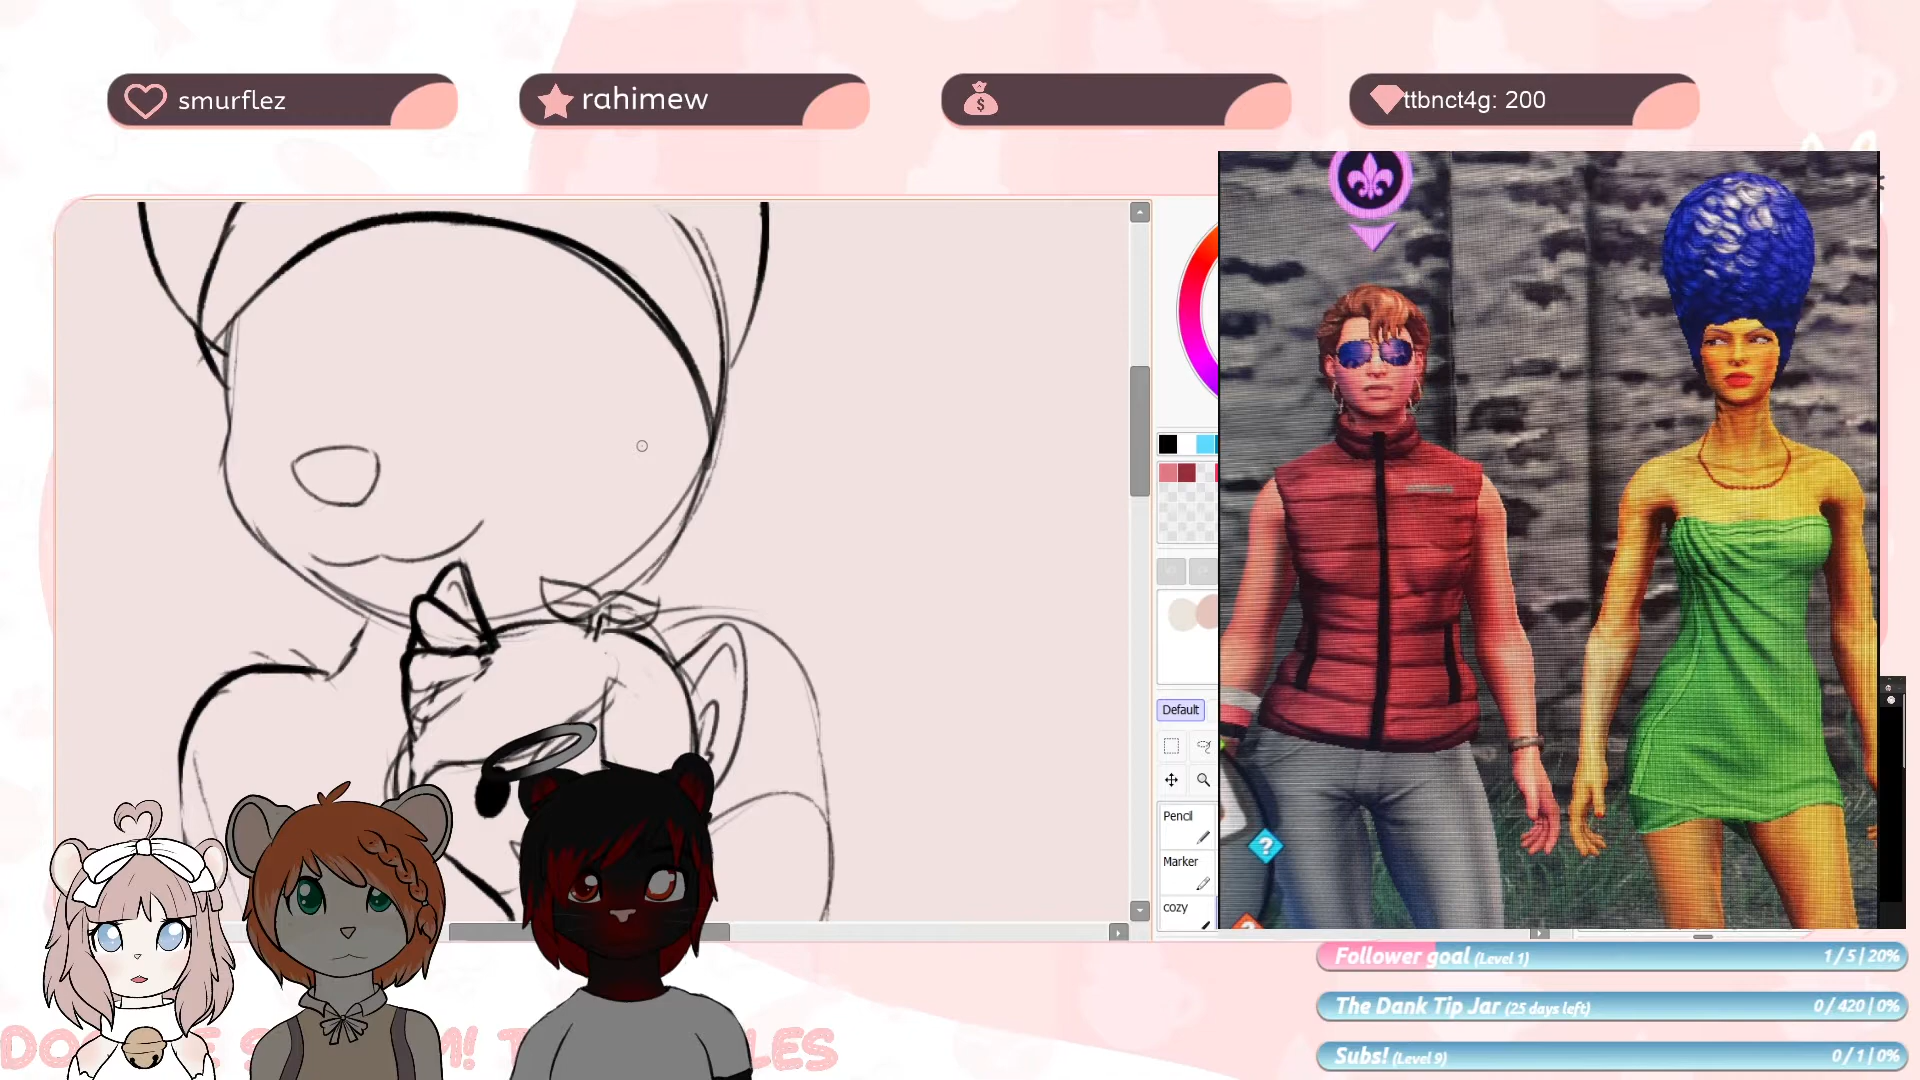 smurflez
rahimew
$
ttbnct4g: 200
Default
Pencil
Marker
cozy
?
Follower goal (Level 1) 1 / 5 | 20%
The Dank Tip Jar (25 days left) 0 / 420 | 0%
Subs! (Level 9) 0 / 1 | 0%